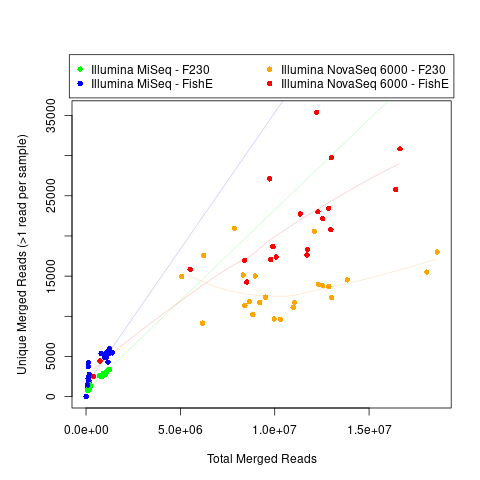 Illumina MiSeq - F230 Illumina NovaSeq 6000 - F230
Illumina MiSeq - FishE Illumina NovaSeq 6000 - FishE
Unique Merged Reads (>1 read per sample)
35000
25000
15000
5000
0
0.0e+00 5.0e+06 1.0e+07 1.5e+07
Total Merged Reads